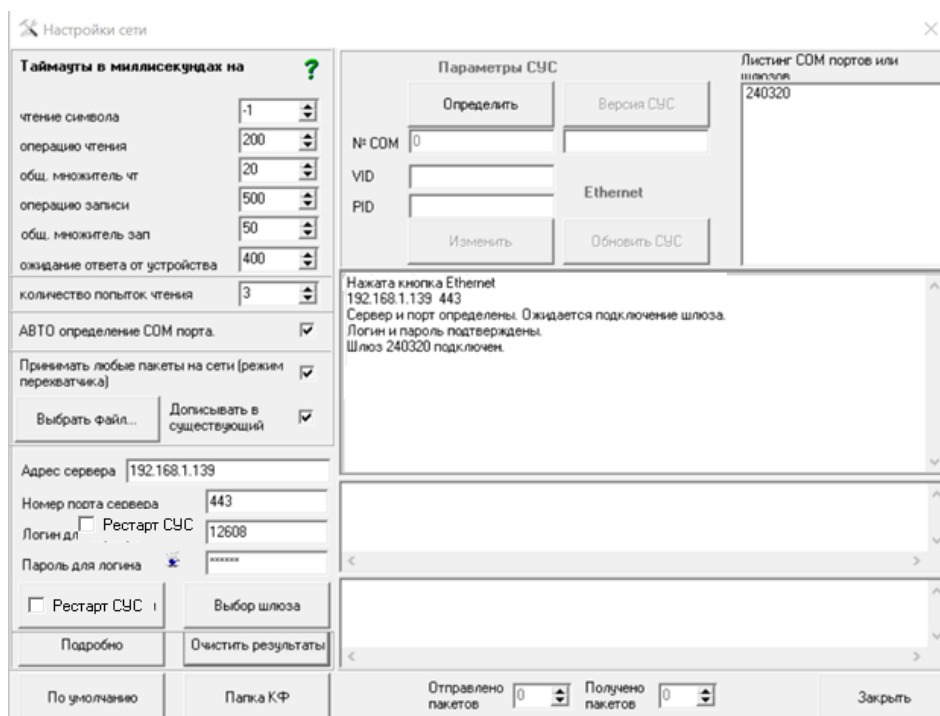 Настройки сети
Таймауты в миллисекундах на
?
чтение символа
-1
операцию чтения
200
общ. множитель чт
20
операцию записи
500
общ. множитель зап
50
ожидание ответа от устройства
400
количество попыток чтения
3
АВТО определение COM порта.
Принимать любые пакеты на сети (режим
перехватчика)
Выбрать файл...
Дописывать в
существующий
Адрес сервера
192.168.1.139
Номер порта сервера
443
Рестарт СУС
Логин дл
12608
Пароль для логина
******
Рестарт СУС
Выбор шлюза
Подробно
Очистить результаты
По умолчанию
Папка КФ
Параметры СУС
Определить
Версия СУС
№ COM
0
VID
PID
Ethernet
Изменить
Обновить СУС
Листинг COM портов или
шлюзов
240320
Нажата кнопка Ethernet
192.168.1.139 443
Сервер и порт определены. Ожидается подключение шлюза.
Логин и пароль подтверждены.
Шлюз 240320 подключен.
Отправлено
пакетов
0
Получено
пакетов
0
Закрыть